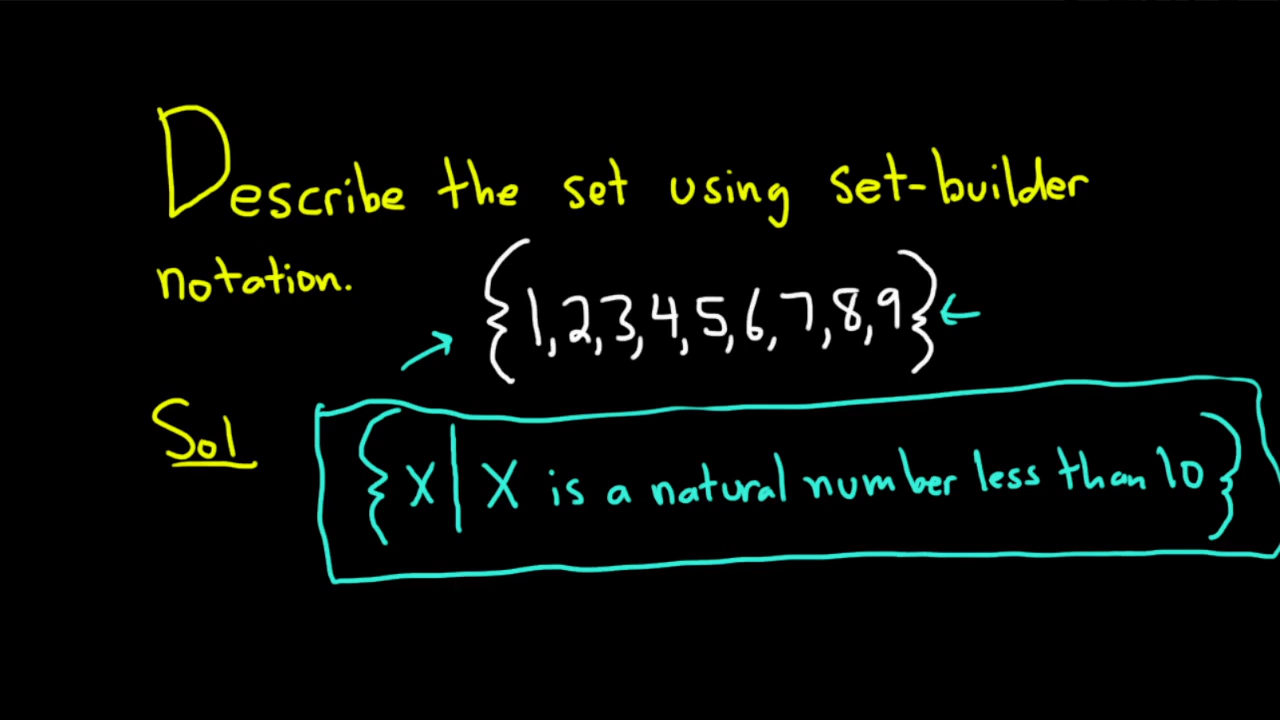 Describe the set using set-builder
notation.
{1,2,3,4,5,6,7,8,9}
Sol
{x | x is a natural number less than 10}